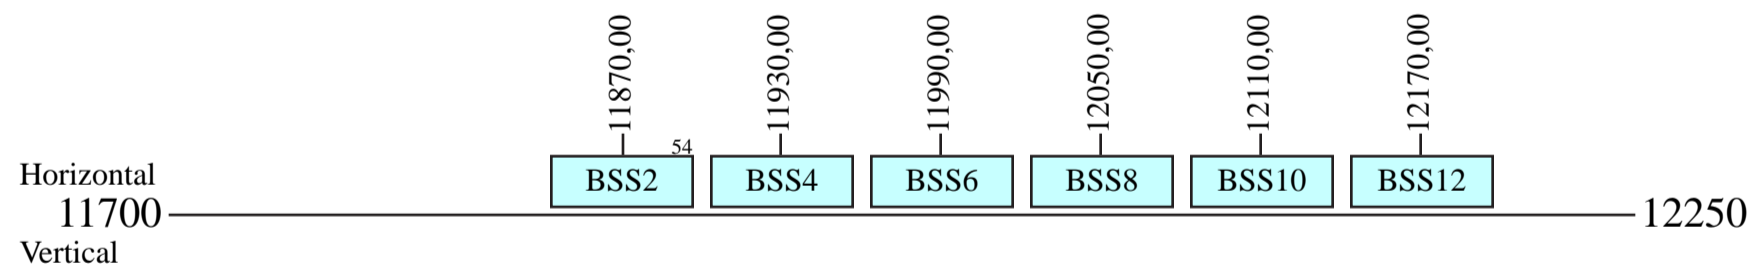 11870,00
11930,00
11990,00
12050,00
12110,00
12170,00
54
Horizontal
BSS2
BSS4
BSS6
BSS8
BSS10
BSS12
11700
12250
Vertical